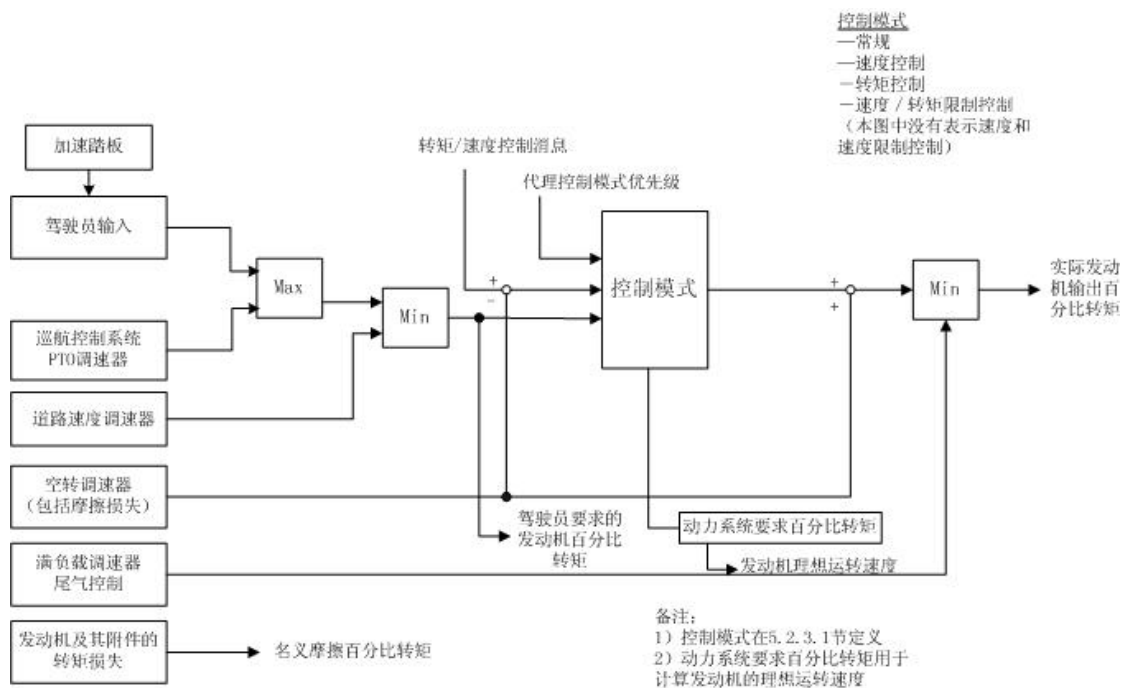 控制模式
—常规
—速度控制
—转矩控制
—速度/转矩限制控制
（本图中没有表示速度和
速度限制控制）
加速踏板
转矩/速度控制消息
代理控制模式优先级
驾驶员输入
Max
Min
控制模式
Min
实际发动
机输出百
分比转矩
+
-
+
+
巡航控制系统
PTO调速器
道路速度调速器
空转调速器
（包括摩擦损失）
驾驶员要求的
发动机百分比
转矩
动力系统要求百分比转矩
发动机理想运转速度
满负载调速器
尾气控制
发动机及其附件的
转矩损失
名义摩擦百分比转矩
备注：
1）控制模式在5.2.3.1节定义
2）动力系统要求百分比转矩用于
计算发动机的理想运转速度